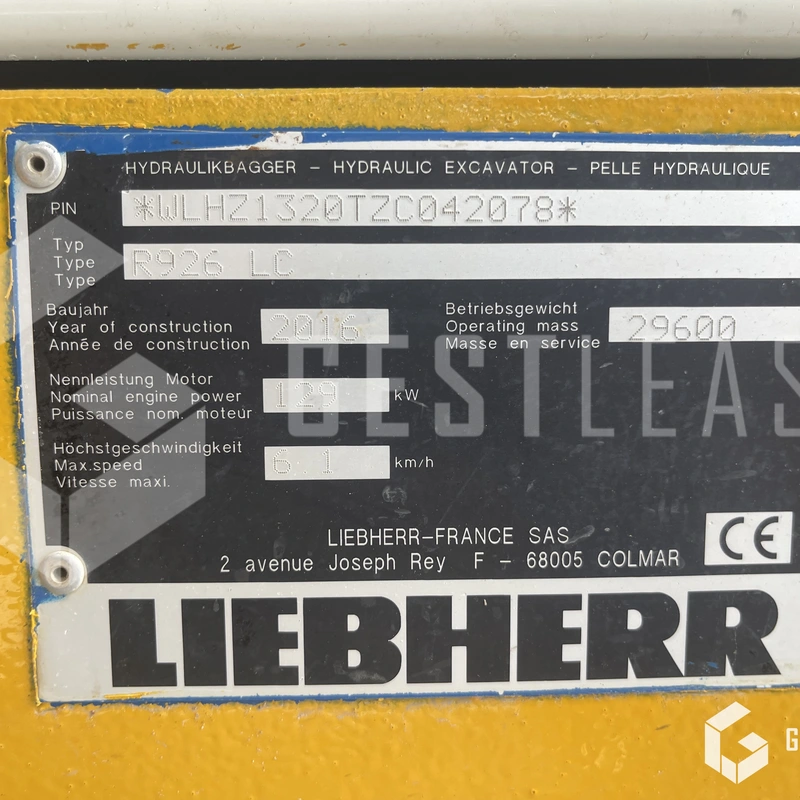 HYDRAULIKBAGGER - HYDRAULIC EXCAVATOR - PELLE HYDRAULIQUE
PIN *WLHZ1320TZC042078*
Typ
Type
Type
R926 LC
Baujahr
Year of construction
Année de construction
2016
Betriebsgewicht
Operating mass
Masse en service
29600
Nennleistung Motor
Nominal engine power
Puissance nom. moteur
129 kW
Höchstgeschwindigkeit
Max.speed
Vitesse maxi.
6.1 km/h
GESTLEAS
LIEBHERR-FRANCE SAS
2 avenue Joseph Rey F - 68005 COLMAR
CE
LIEBHERR
G